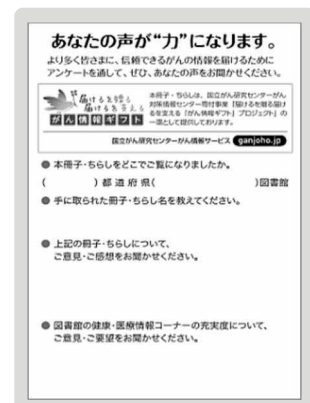 あなたの声が“力”になります。
より多く皆さまに、信頼できるがんの情報を届けるために
アンケートを通して、ぜひ、あなたの声をお聞かせください。
届けるを贈る
届けるを支える
がん情報ギフト
本冊子・ちらしは、国立がん研究センターがん
対策情報センター寄付事業「届けるを贈る届け
るを支える『がん情報ギフト』プロジェクト」の
一環として提供しております。
国立がん研究センターがん情報サービス ganjoho.jp
● 本冊子・ちらしをどこでご覧になりましたか。
( )都道府県( )図書館
● 手に取られた冊子・ちらし名を教えてください。
● 上記の冊子・ちらしについて、
ご意見・ご感想をお聞かせください。
● 図書館の健康・医療情報コーナーの充実度について、
ご意見・ご要望をお聞かせください。